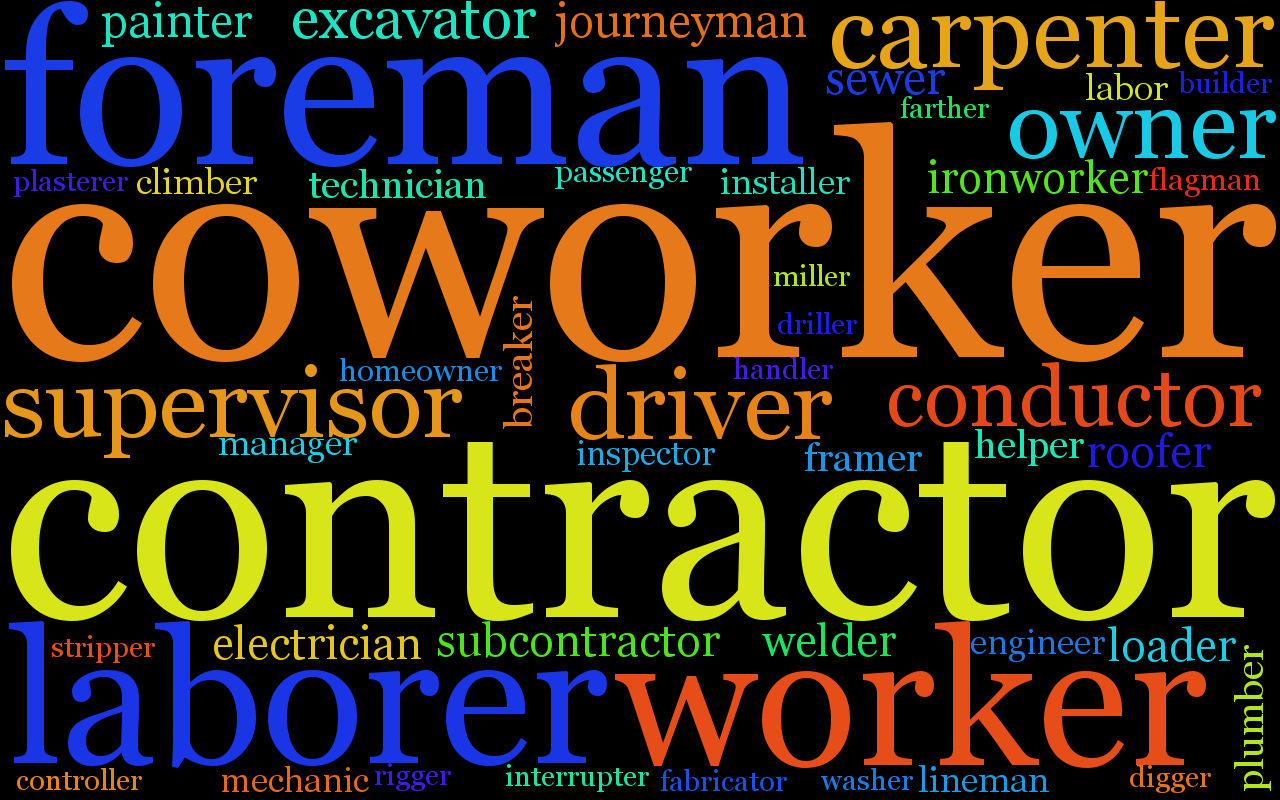 painter
excavator
journeyman
carpenter
foreman
sewer
labor
builder
farther
owner
plasterer
climber
technician
passenger
installer
ironworker
flagman
coworker
miller
driller
breaker
homeowner
handler
supervisor
driver
conductor
manager
inspector
framer
helper
roofer
contractor
stripper
electrician
subcontractor
welder
engineer
loader
laborer
worker
plumber
controller
mechanic
rigger
interrupter
fabricator
washer
lineman
digger